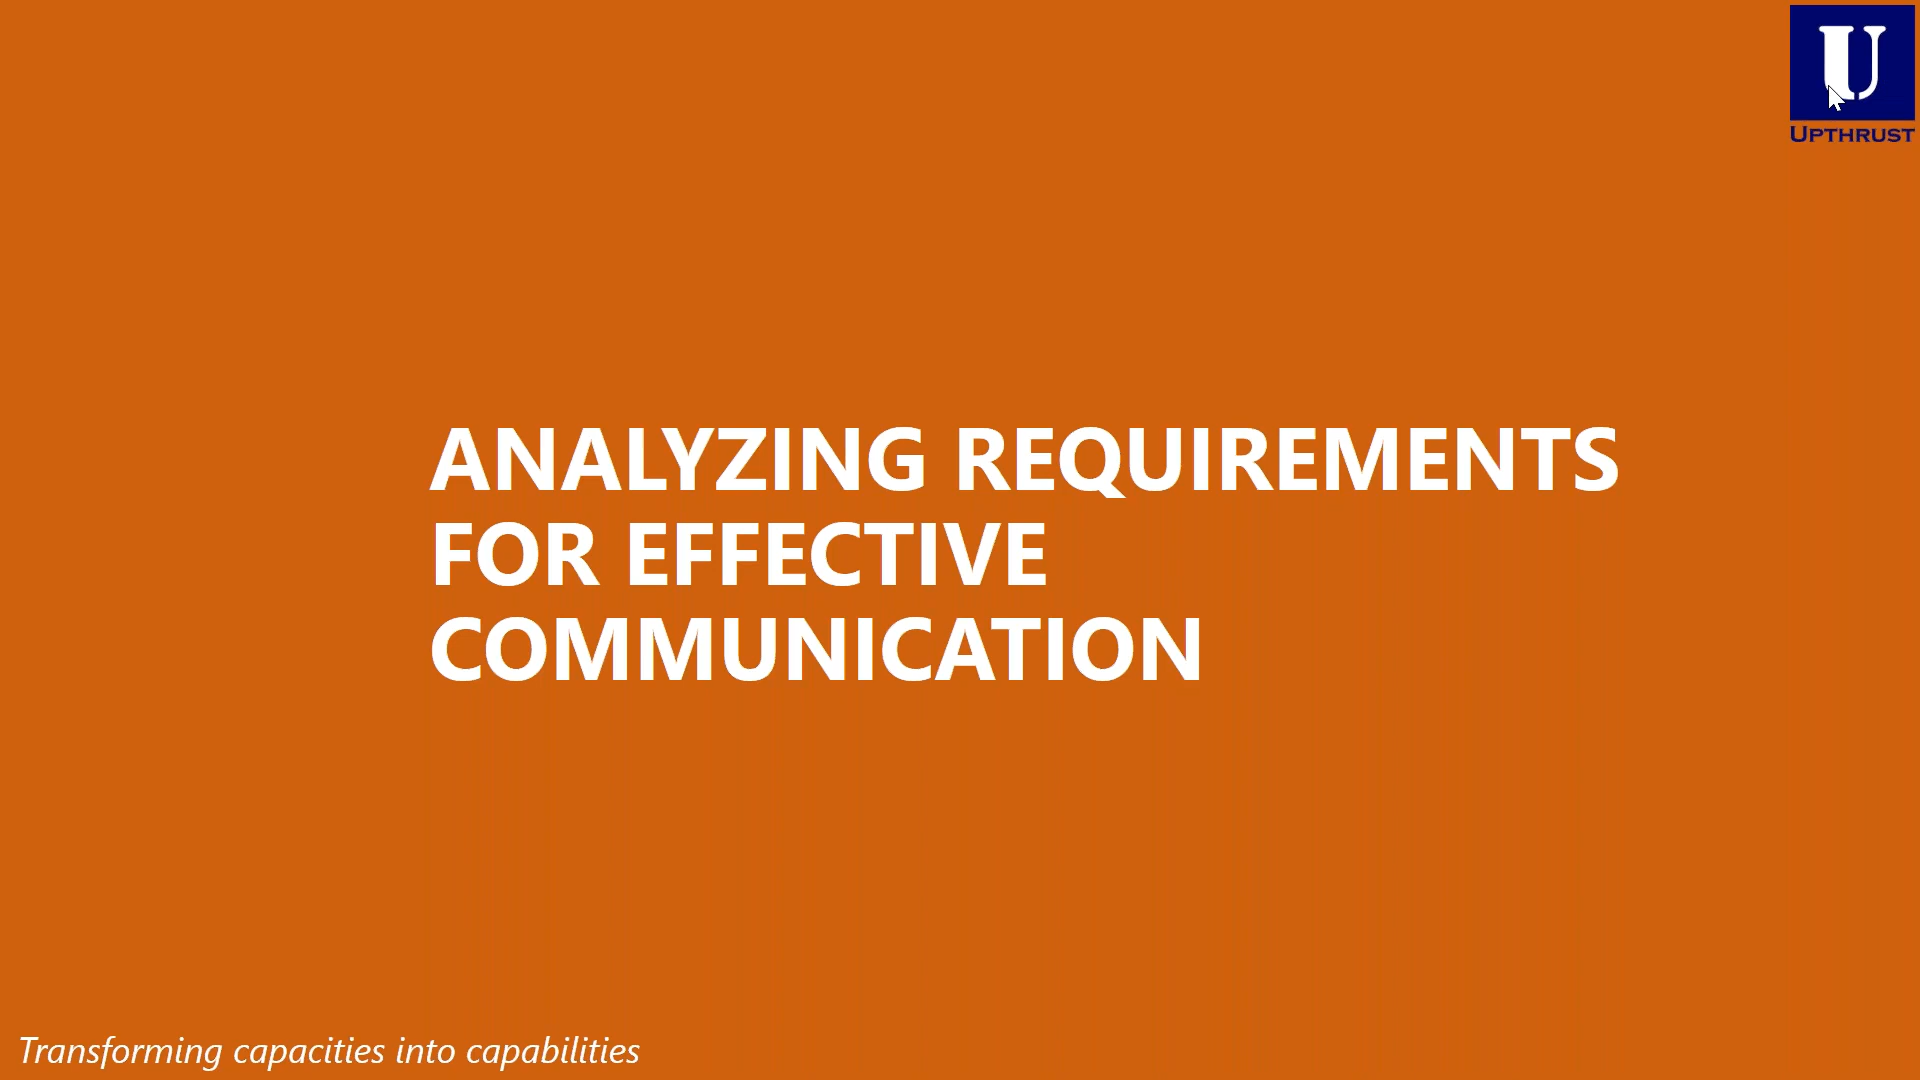 U
UPTHRUST
ANALYZING REQUIREMENTS
FOR EFFECTIVE
COMMUNICATION
Transforming capacities into capabilities